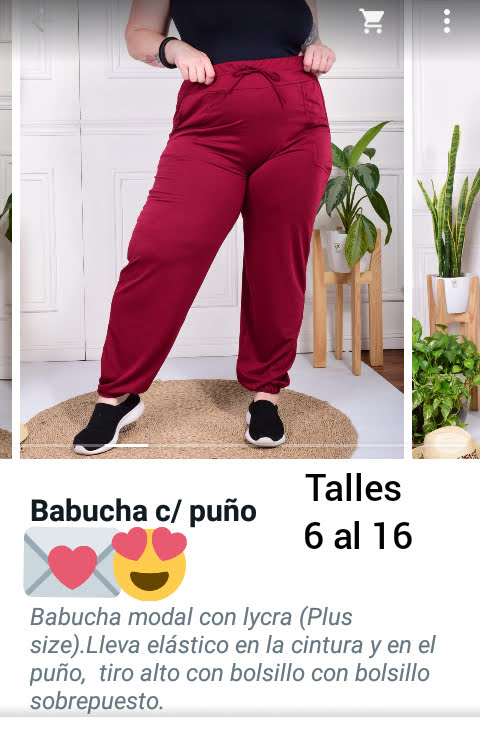 Babucha c/ puño
Talles
6 al 16
Babucha modal con lycra (Plus
size).Lleva elástico en la cintura y en el
puño, tiro alto con bolsillo con bolsillo
sobrepuesto.